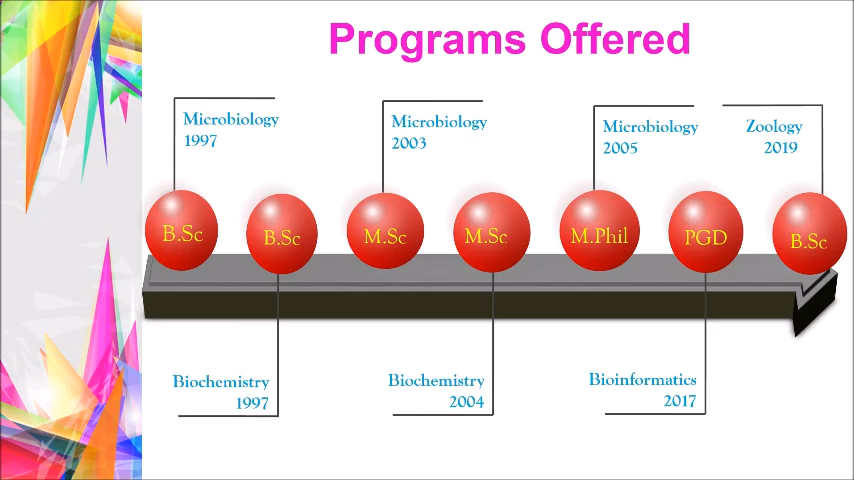 Programs Offered
Microbiology
1997
Microbiology
2003
Microbiology
2005
Zoology
2019
B.Sc
B.Sc
M.Sc
M.Sc
M.Phil
PGD
B.Sc
Biochemistry
1997
Biochemistry
2004
Bioinformatics
2017